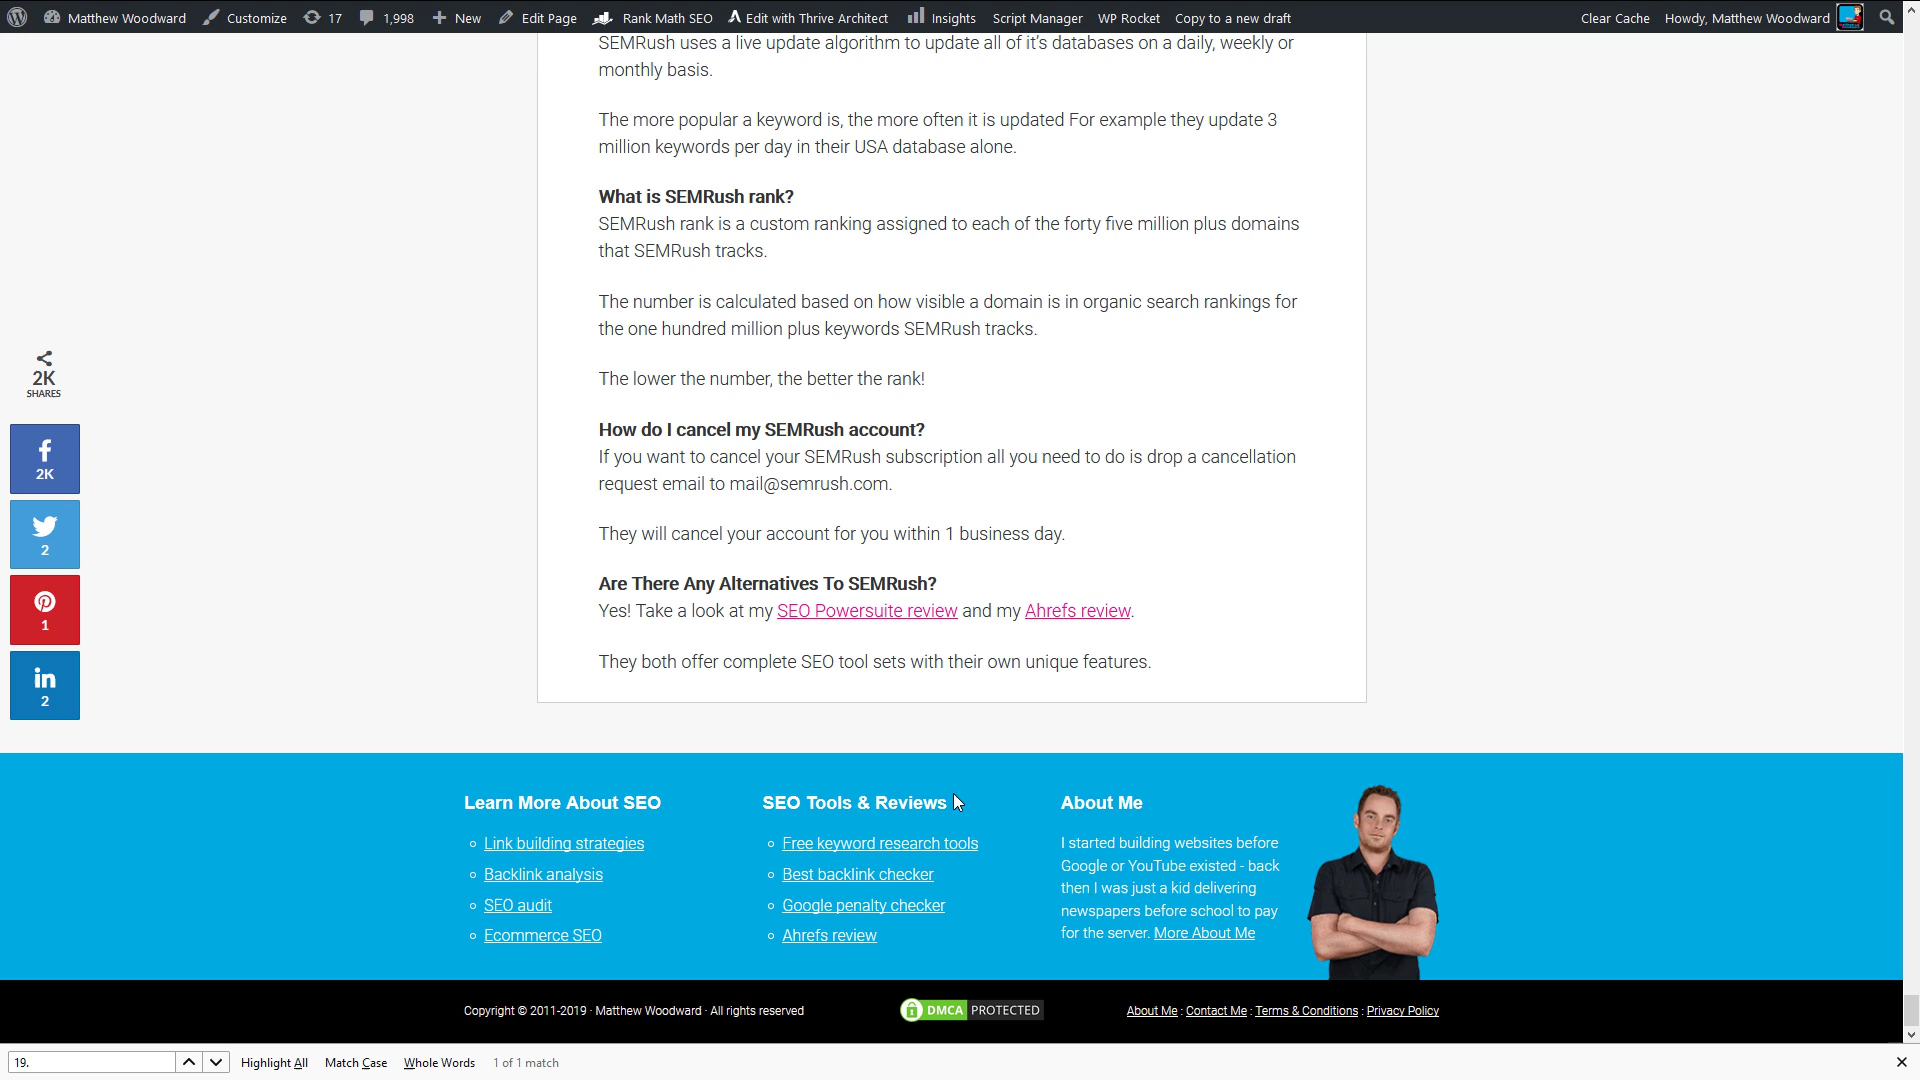 Matthew Woodward Customize 17 1,998 New Edit Page Rank Math SEO Edit with Thrive Architect Insights Script Manager WP Rocket Copy to a new draft Clear Cache Howdy, Matthew Woodward
SEMRush uses a live update algorithm to update all of it's databases on a daily, weekly or
monthly basis.
The more popular a keyword is, the more often it is updated For example they update 3
million keywords per day in their USA database alone.
What is SEMRush rank?
SEMRush rank is a custom ranking assigned to each of the forty five million plus domains
that SEMRush tracks.
The number is calculated based on how visible a domain is in organic search rankings for
the one hundred million plus keywords SEMRush tracks.
The lower the number, the better the rank!
How do I cancel my SEMRush account?
If you want to cancel your SEMRush subscription all you need to do is drop a cancellation
request email to mail@semrush.com.
They will cancel your account for you within 1 business day.
Are There Any Alternatives To SEMRush?
Yes! Take a look at my SEO Powersuite review and my Ahrefs review.
They both offer complete SEO tool sets with their own unique features.
2K
SHARES
2K
2
1
2
Learn More About SEO
Link building strategies
Backlink analysis
SEO audit
Ecommerce SEO
SEO Tools & Reviews
Free keyword research tools
Best backlink checker
Google penalty checker
Ahrefs review
About Me
I started building websites before
Google or YouTube existed - back
then I was just a kid delivering
newspapers before school to pay
for the server. More About Me
Copyright © 2011-2019 · Matthew Woodward · All rights reserved
DMCA PROTECTED
About Me : Contact Me : Terms & Conditions : Privacy Policy
19. Highlight All Match Case Whole Words 1 of 1 match